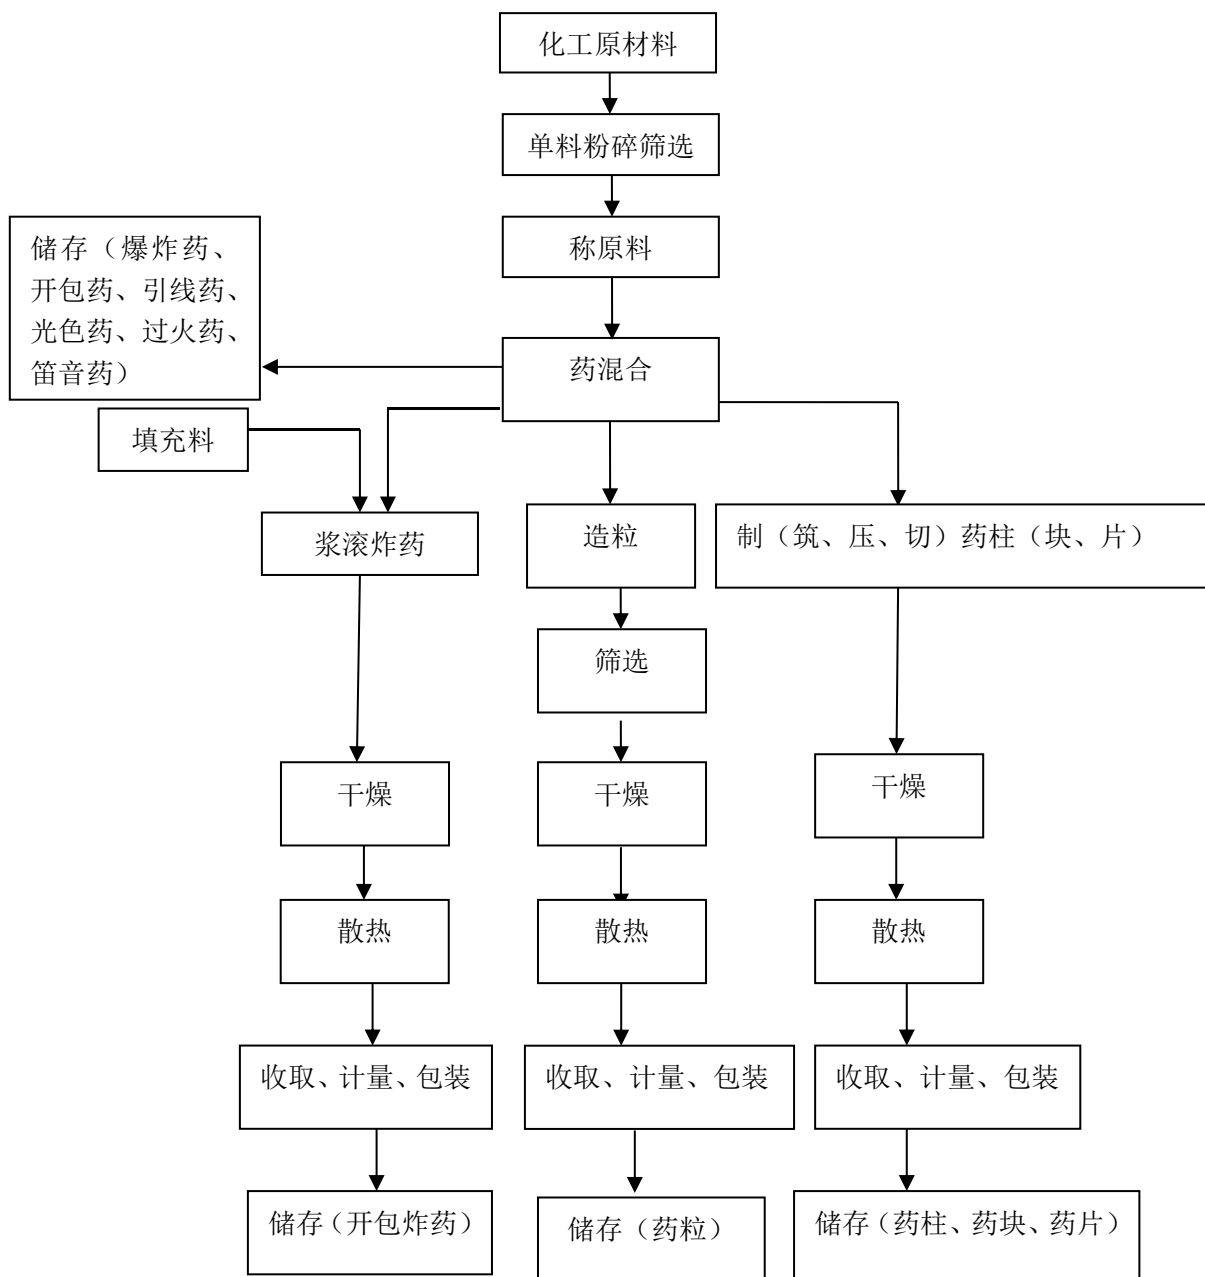 化工原材料
单料粉碎筛选
称原料
储存（爆炸药、
开包药、引线药、
光色药、过火药、
笛音药）
药混合
填充料
浆滚炸药
造粒
制（筑、压、切）药柱（块、片）
筛选
干燥
干燥
干燥
散热
散热
散热
收取、计量、包装
收取、计量、包装
收取、计量、包装
储存（开包炸药）
储存（药粒）
储存（药柱、药块、药片）